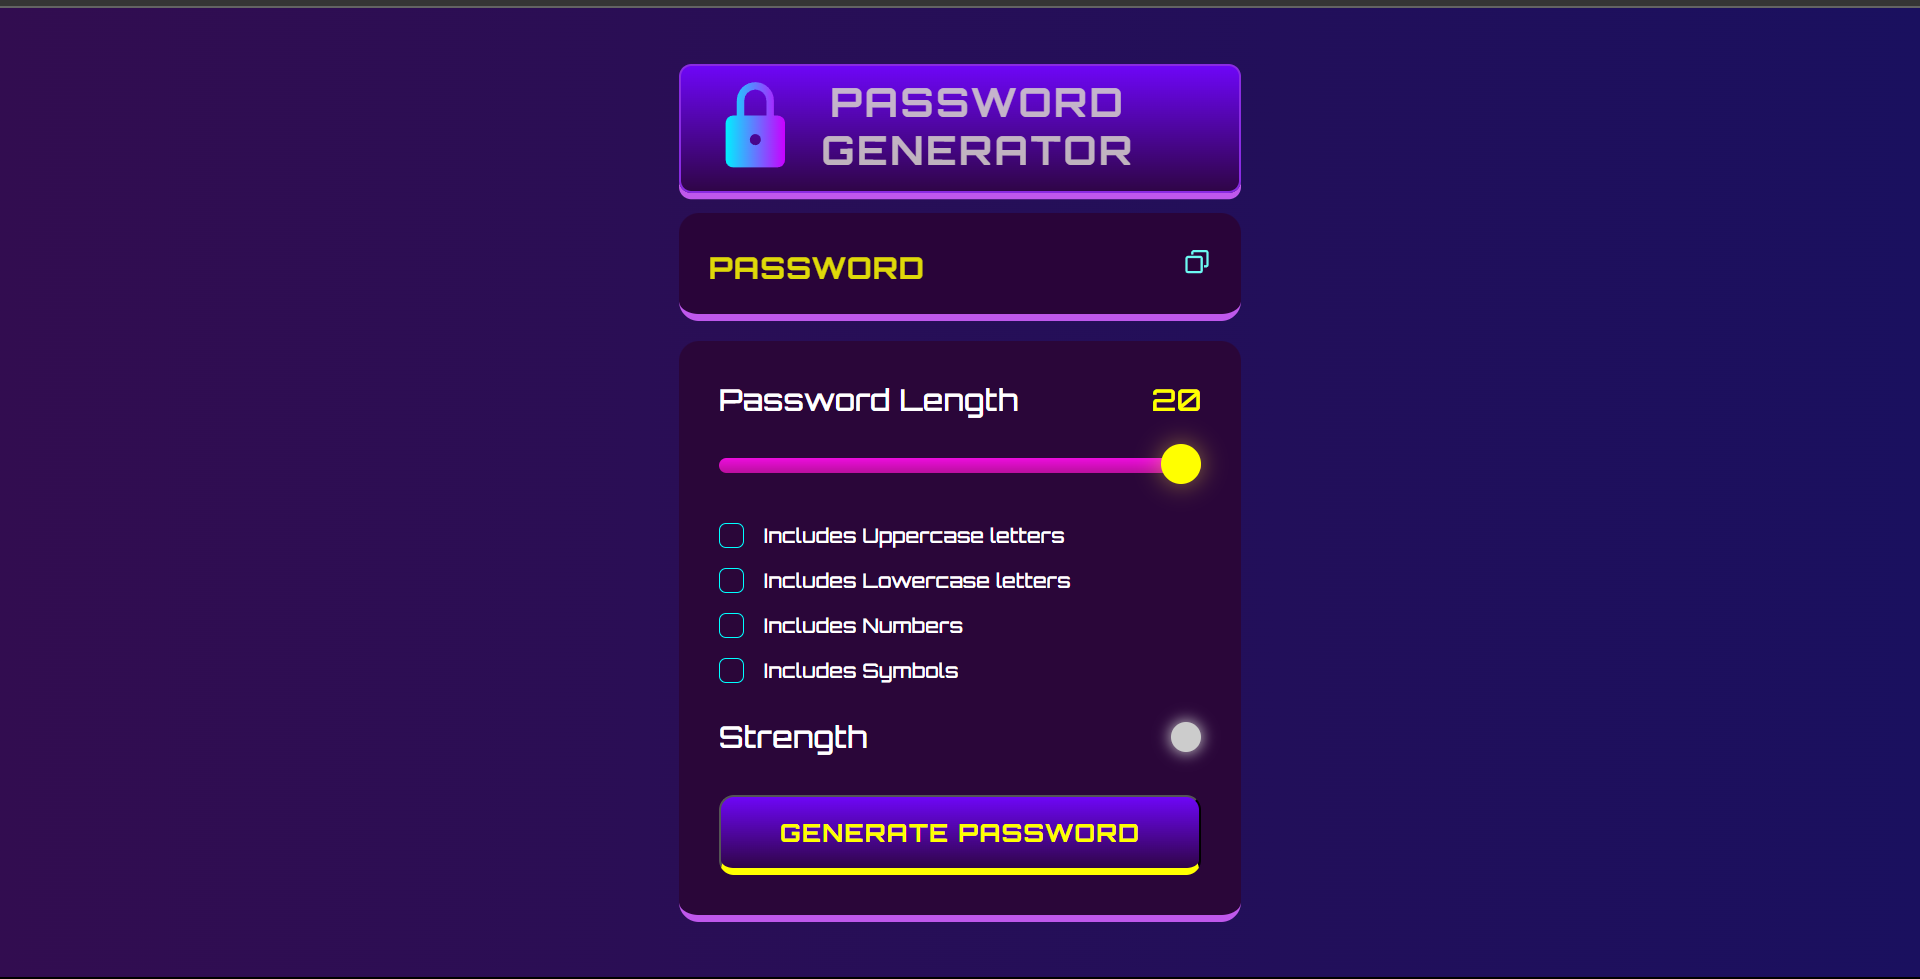 PASSWORD
GENERATOR
PASSWORD
Password Length 20
Includes Uppercase letters
Includes Lowercase letters
Includes Numbers
Includes Symbols
Strength
GENERATE PASSWORD